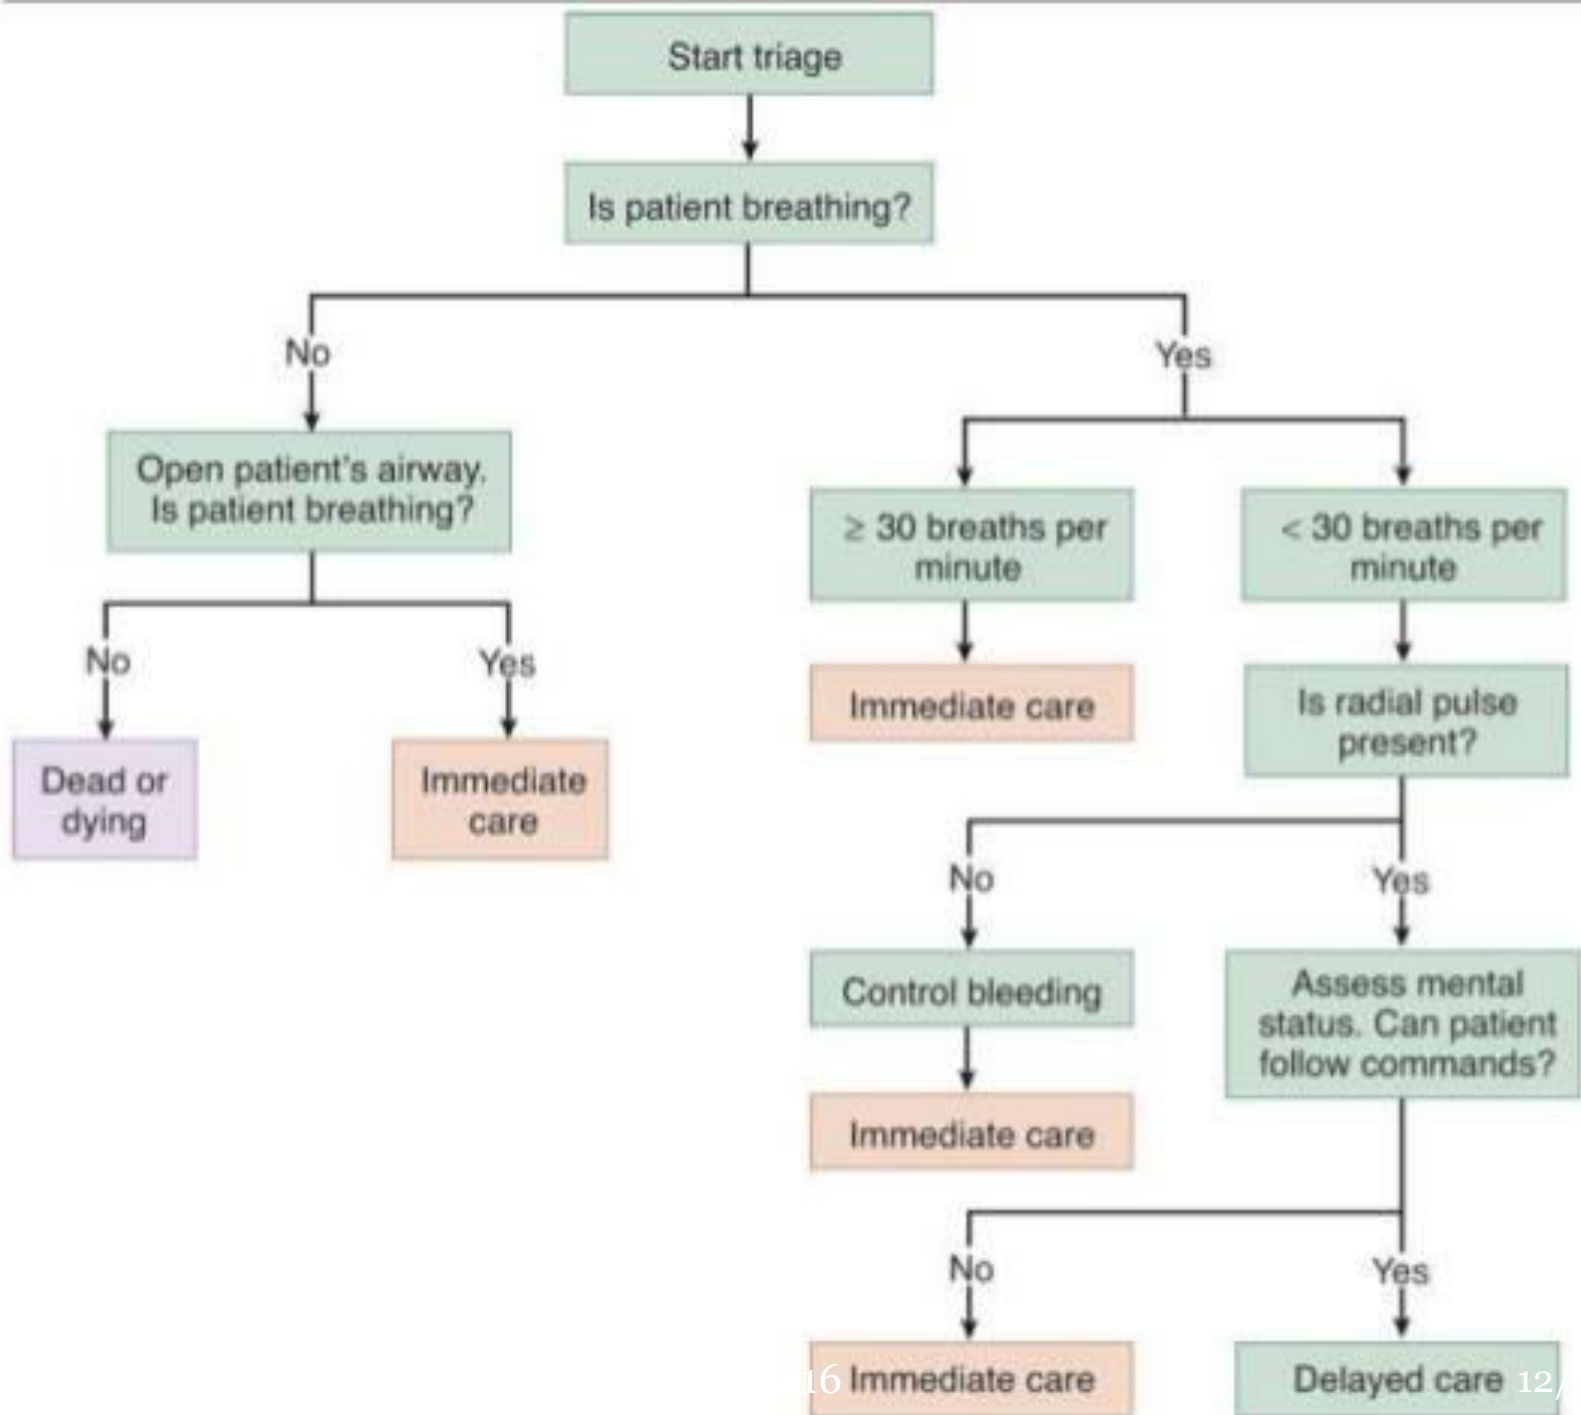 Start triage
Is patient breathing?
No
Yes
Open patient's airway.
Is patient breathing?
≥ 30 breaths per
minute
< 30 breaths per
minute
No
Yes
Immediate care
Is radial pulse
present?
Dead or
dying
Immediate
care
No
Yes
Control bleeding
Assess mental
status. Can patient
follow commands?
Immediate care
No
Yes
16
Immediate care
Delayed care
12/